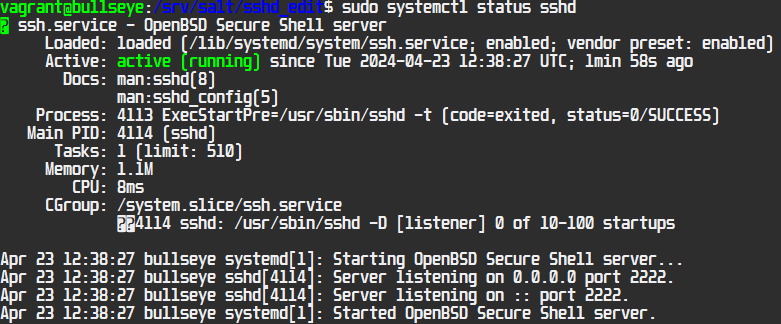 vagrant@bullseye:/srv/salt/sshd_edit$ sudo systemctl status sshd
ssh.service - OpenBSD Secure Shell server
Loaded: loaded (/lib/systemd/system/ssh.service; enabled; vendor preset: enabled)
Active: active (running) since Tue 2024-04-23 12:38:27 UTC; 1min 58s ago
Docs: man:sshd(8)
man:sshd_config(5)
Process: 4113 ExecStartPre=/usr/sbin/sshd -t (code=exited, status=0/SUCCESS)
Main PID: 4114 (sshd)
Tasks: 1 (limit: 510)
Memory: 1.1M
CPU: 8ms
CGroup: /system.slice/ssh.service
��4114 sshd: /usr/sbin/sshd -D [listener] 0 of 10-100 startups
Apr 23 12:38:27 bullseye systemd[1]: Starting OpenBSD Secure Shell server...
Apr 23 12:38:27 bullseye sshd[4114]: Server listening on 0.0.0.0 port 2222.
Apr 23 12:38:27 bullseye sshd[4114]: Server listening on :: port 2222.
Apr 23 12:38:27 bullseye systemd[1]: Started OpenBSD Secure Shell server.